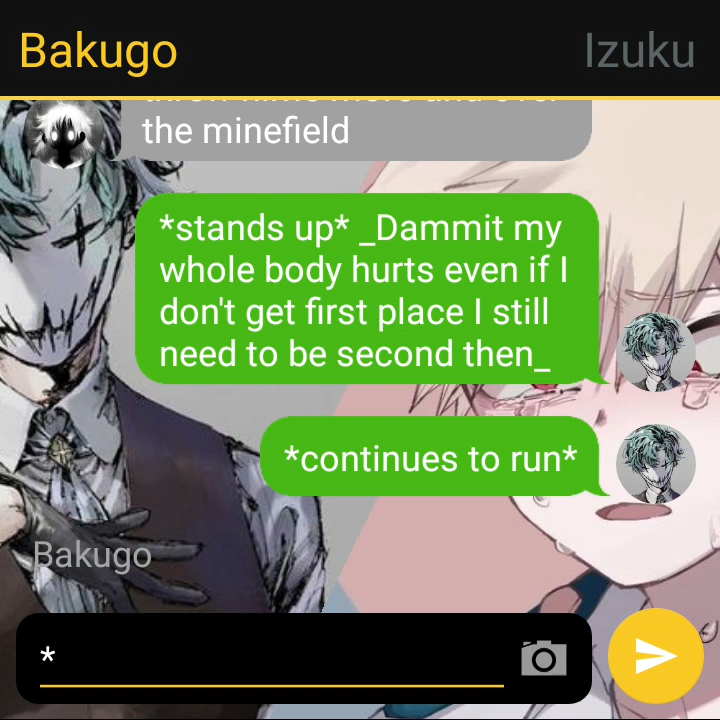 Bakugo
Izuku
the minefield
*stands up* _Dammit my
whole body hurts even if I
don't get first place I still
need to be second then_
*continues to run*
Bakugo
*